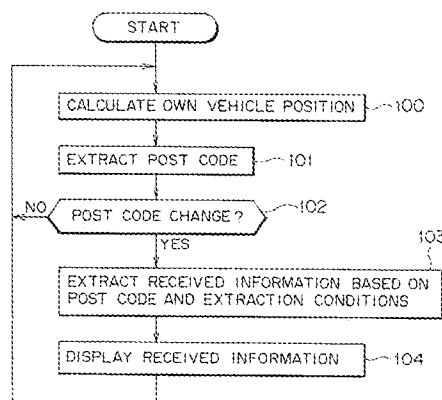 START
CALCULATE OWN VEHICLE POSITION
100
EXTRACT POST CODE
101
POST CODE CHANGE?
102
NO
YES
103
EXTRACT RECEIVED INFORMATION BASED ON
POST CODE AND EXTRACTION CONDITIONS
DISPLAY RECEIVED INFORMATION
104